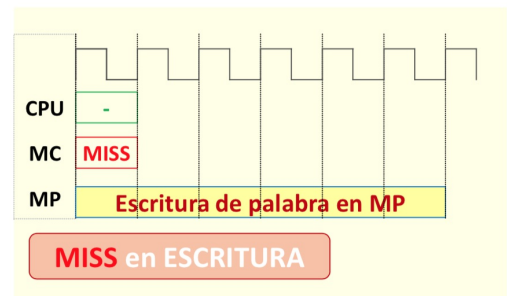 CPU -
MC MISS
MP Escritura de palabra en MP
MISS en ESCRITURA